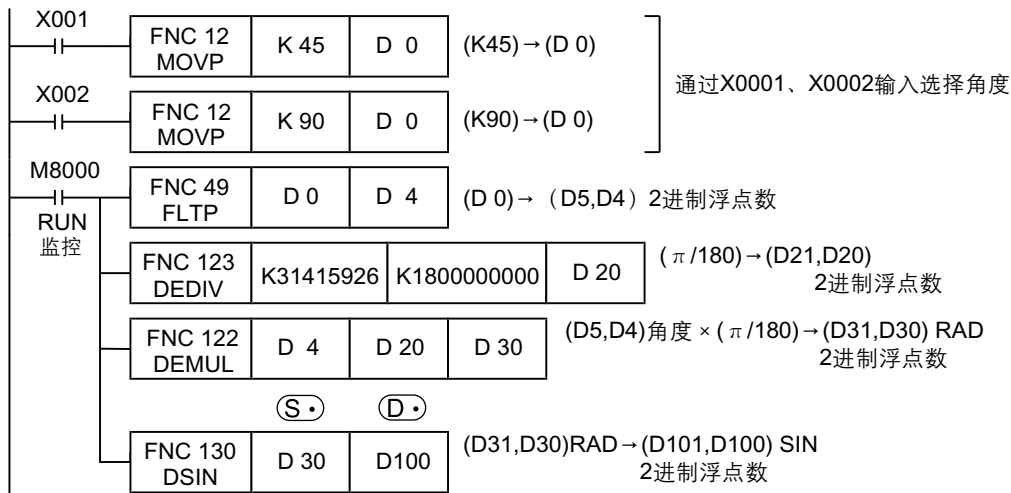 X001
FNC 12
MOVP
K 45
D 0
(K45)→(D 0)
X002
FNC 12
MOVP
K 90
D 0
(K90)→(D 0)
通过X0001、X0002输入选择角度
M8000
RUN
监控
FNC 49
FLTP
D 0
D 4
(D 0)→（D5,D4）2进制浮点数
FNC 123
DEDIV
K31415926
K1800000000
D 20
(π/180)→(D21,D20)
2进制浮点数
FNC 122
DEMUL
D 4
D 20
D 30
(D5,D4)角度×(π/180)→(D31,D30) RAD
2进制浮点数
S·
D·
FNC 130
DSIN
D 30
D100
(D31,D30)RAD→(D101,D100) SIN
2进制浮点数